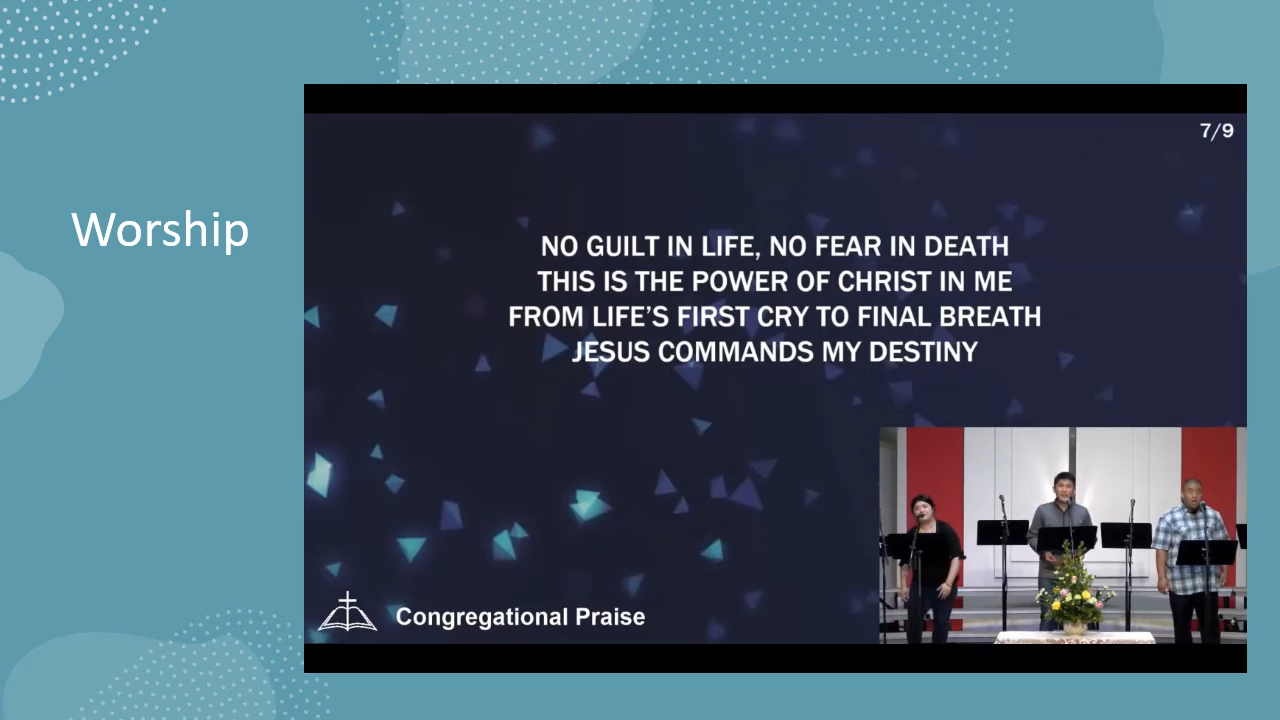 7/9
Worship
NO GUILT IN LIFE, NO FEAR IN DEATH
THIS IS THE POWER OF CHRIST IN ME
FROM LIFE’S FIRST CRY TO FINAL BREATH
JESUS COMMANDS MY DESTINY
Congregational Praise